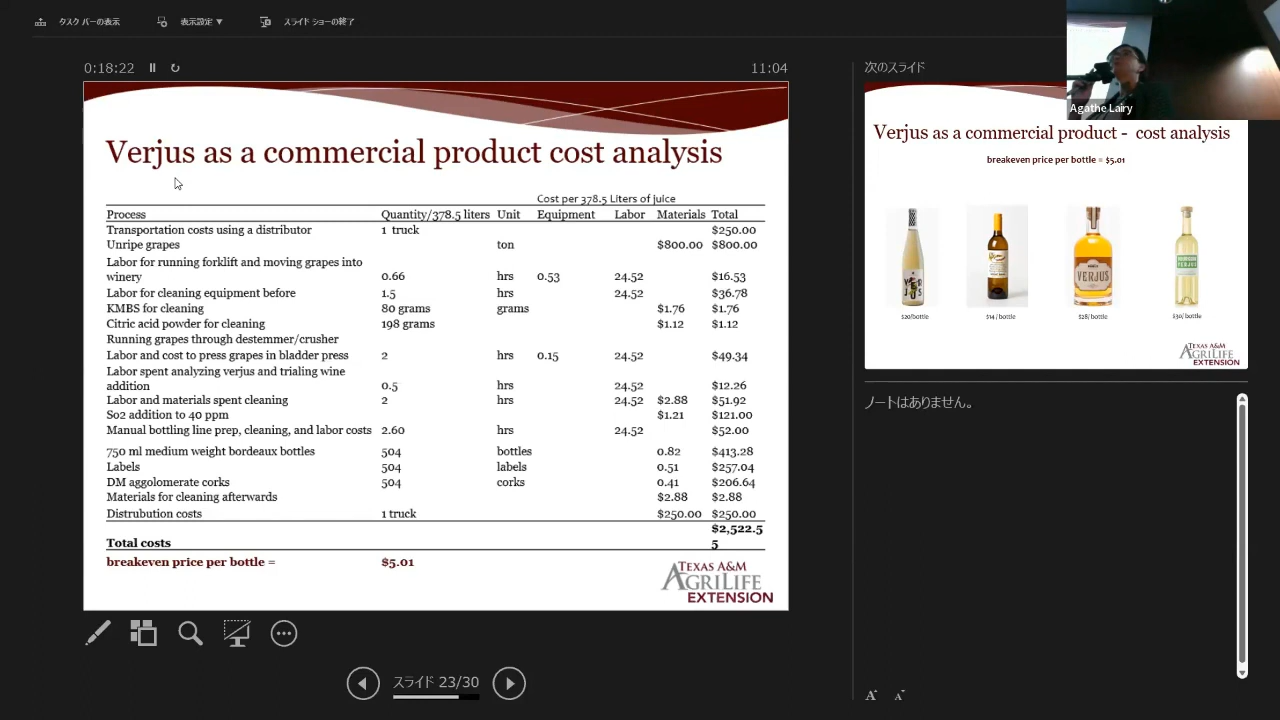 タスク バーの表示 表示設定 ▼ スライド ショーの終了
0:18:22 11:04
Verjus as a commercial product cost analysis
Cost per 378.5 Liters of juice
Process Quantity/378.5 liters Unit Equipment Labor Materials Total
Transportation costs using a distributor 1 truck $250.00
Unripe grapes ton $800.00 $800.00
Labor for running forklift and moving grapes into
winery 0.66 hrs 0.53 24.52 $16.53
Labor for cleaning equipment before 1.5 hrs 24.52 $36.78
KMBS for cleaning 80 grams grams $1.76 $1.76
Citric acid powder for cleaning 198 grams $1.12 $1.12
Running grapes through destemmer/crusher
Labor and cost to press grapes in bladder press 2 hrs 0.15 24.52 $49.34
Labor spent analyzing verjus and trialing wine
addition 0.5 hrs 24.52 $12.26
Labor and materials spent cleaning 2 hrs 24.52 $2.88 $51.92
So2 addition to 40 ppm $1.21 $121.00
Manual bottling line prep, cleaning, and labor costs 2.60 hrs 24.52 $52.00
750 ml medium weight bordeaux bottles 504 bottles 0.82 $413.28
Labels 504 labels 0.51 $257.04
DM aggolomerate corks 504 corks 0.41 $206.64
Materials for cleaning afterwards $2.88 $2.88
Distrubution costs 1 truck $250.00 $250.00
$2,522.5
Total costs 5
breakeven price per bottle = $5.01
TEXAS A&M
AGRILIFE
EXTENSION
スライド 23/30
次のスライド
Agathe Lairy
Verjus as a commercial product - cost analysis
breakeven price per bottle = $5.01
VERJUS
VERJUS
$20/bottle $14 /bottle $28/ bottle $30/ bottle
TEXAS A&M
AGRILIFE
EXTENSION
ノートはありません。
A A